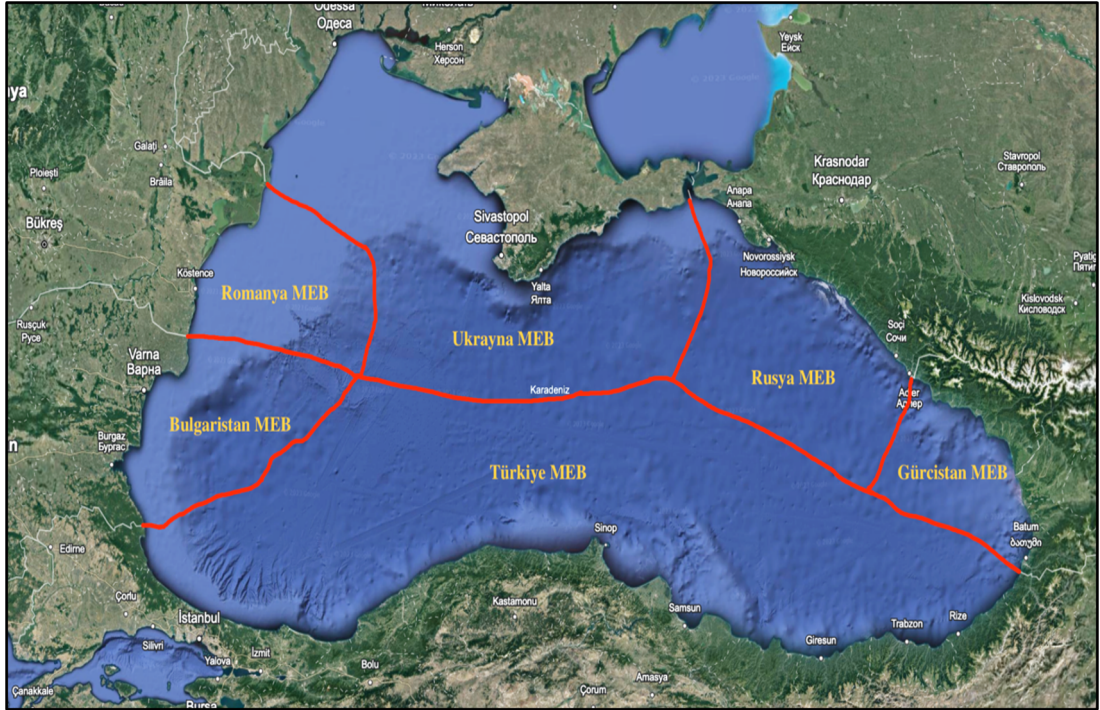 Odessa
Одеса
Миколаїв
Herson
Херсон
Yeysk
Ейск
ya
Galați
Brăila
Ploiești
Bükreş
Krasnodar
Краснодар
Stavropol
Ставрополь
Anapa
Анапа
Sivastopol
Севастополь
Novorossiysk
Новороссийск
Pyatig
Пятиг
Köstence
Romanya MEB
Yalta
Ялта
Kislovodsk
Кисловодск
Rusçuk
Русе
Ukrayna MEB
Soçi
Сочи
Varna
Варна
Karadeniz
Rusya MEB
Adler
Адлер
Bulgaristan MEB
Burgaz
Бургас
n
Türkiye MEB
Gürcistan MEB
Sinop
Batum
ბათუმი
Edirne
Çorlu
İstanbul
Kastamonu
Samsun
Trabzon
Rize
Giresun
Silivri
Yalova
İzmit
Bolu
Amasya
Çorum
Çanakkale
Bursa